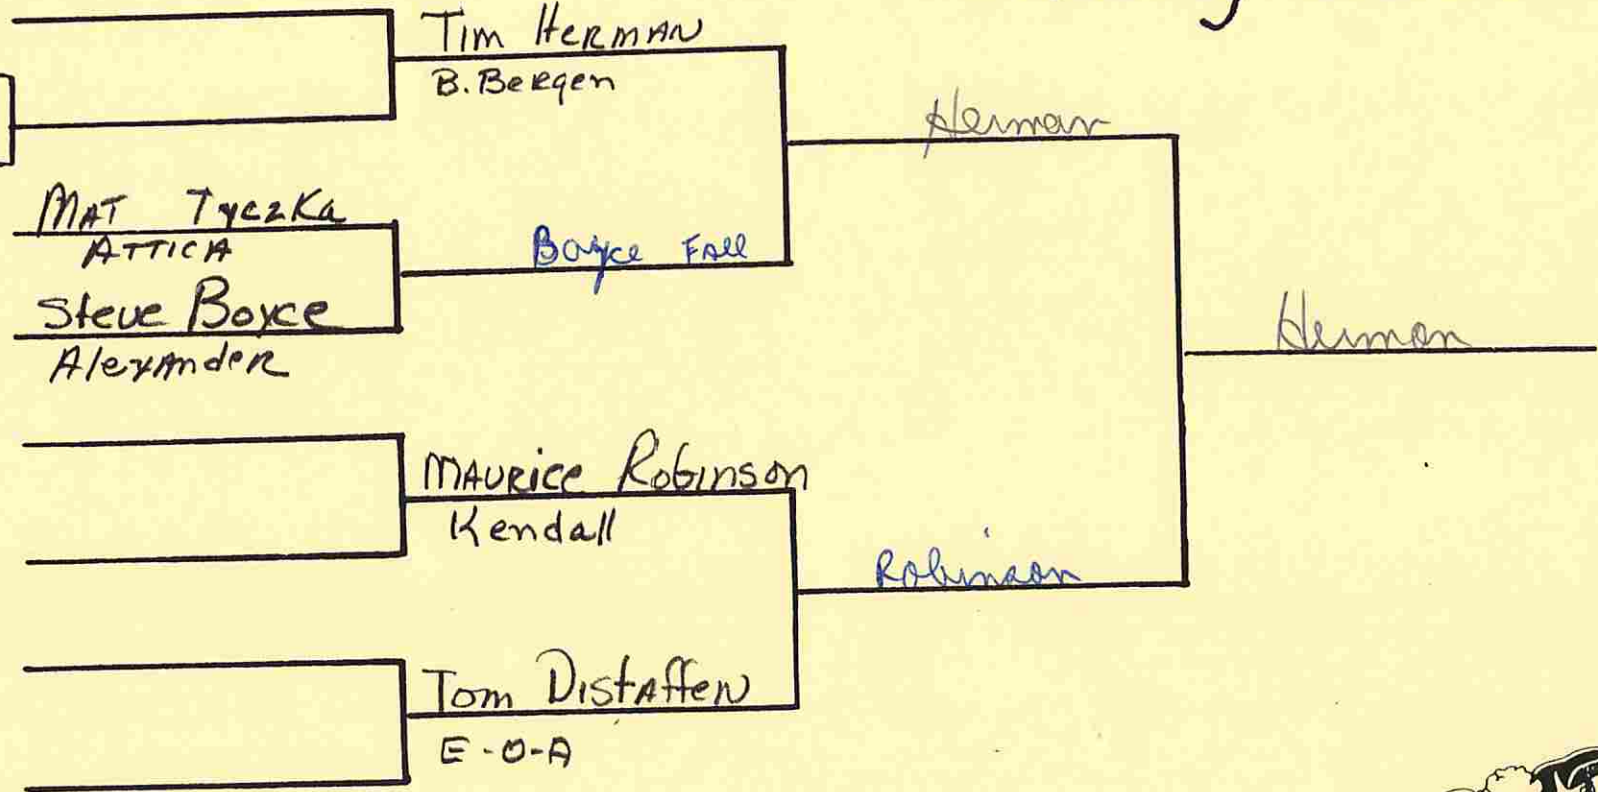 Tim Herman
B. Bergen
Herman
Mat Tyczka
Attica
Boyce Fall
Steve Boyce
Alexander
Herman
Maurice Robinson
Kendall
Robinson
Tom Distaffen
E-O-A